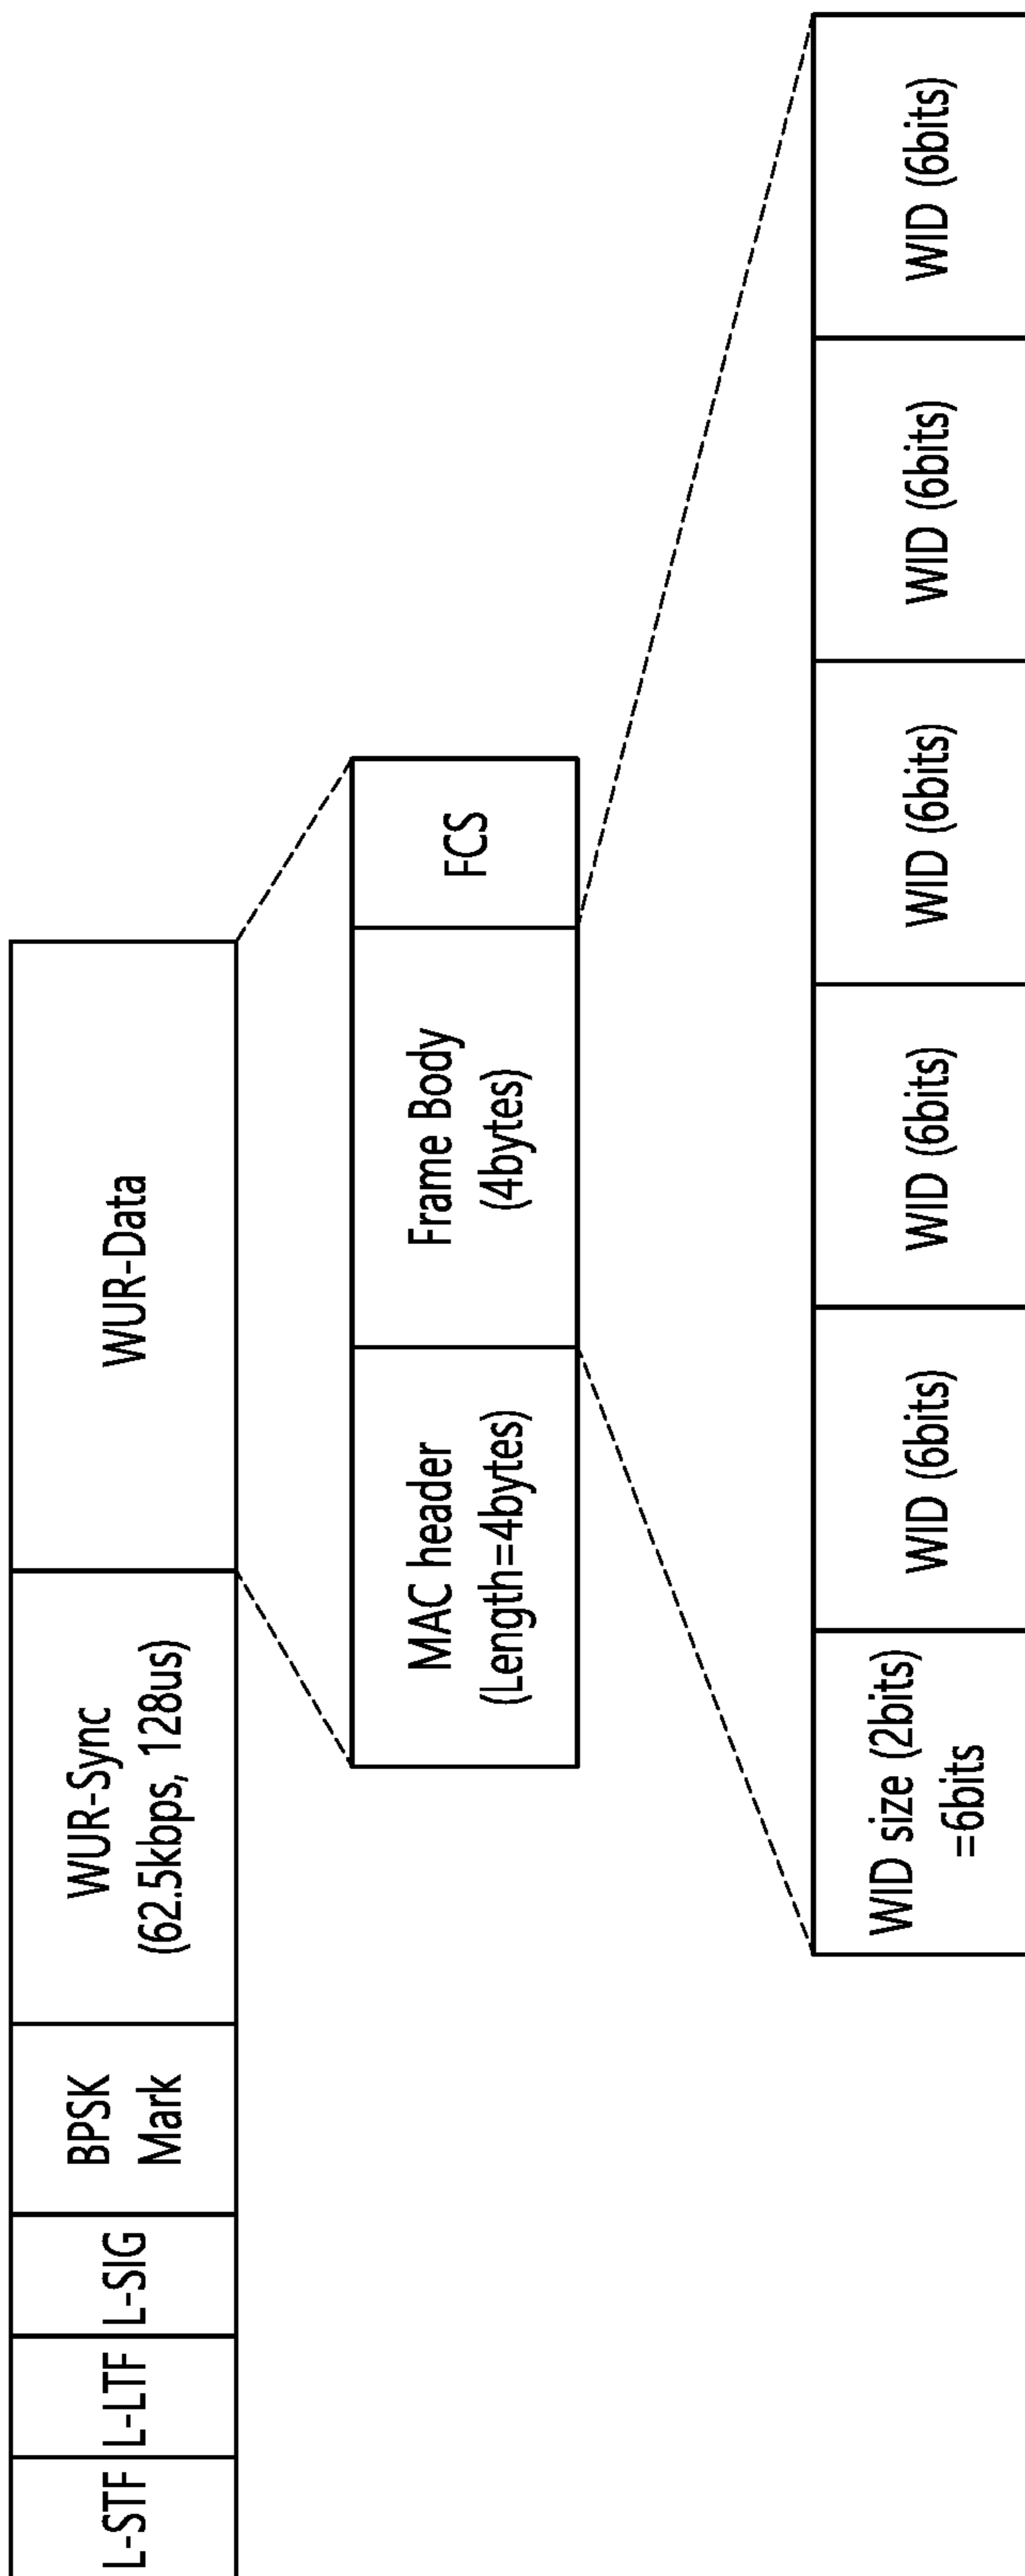 L-STF
L-LTF
L-SIG
BPSK
Mark
WUR-Sync
(62.5kbps, 128us)
WUR-Data
MAC header
(Length=4bytes)
Frame Body
(4bytes)
FCS
WID size (2bits)
=6bits
WID (6bits)
WID (6bits)
WID (6bits)
WID (6bits)
WID (6bits)